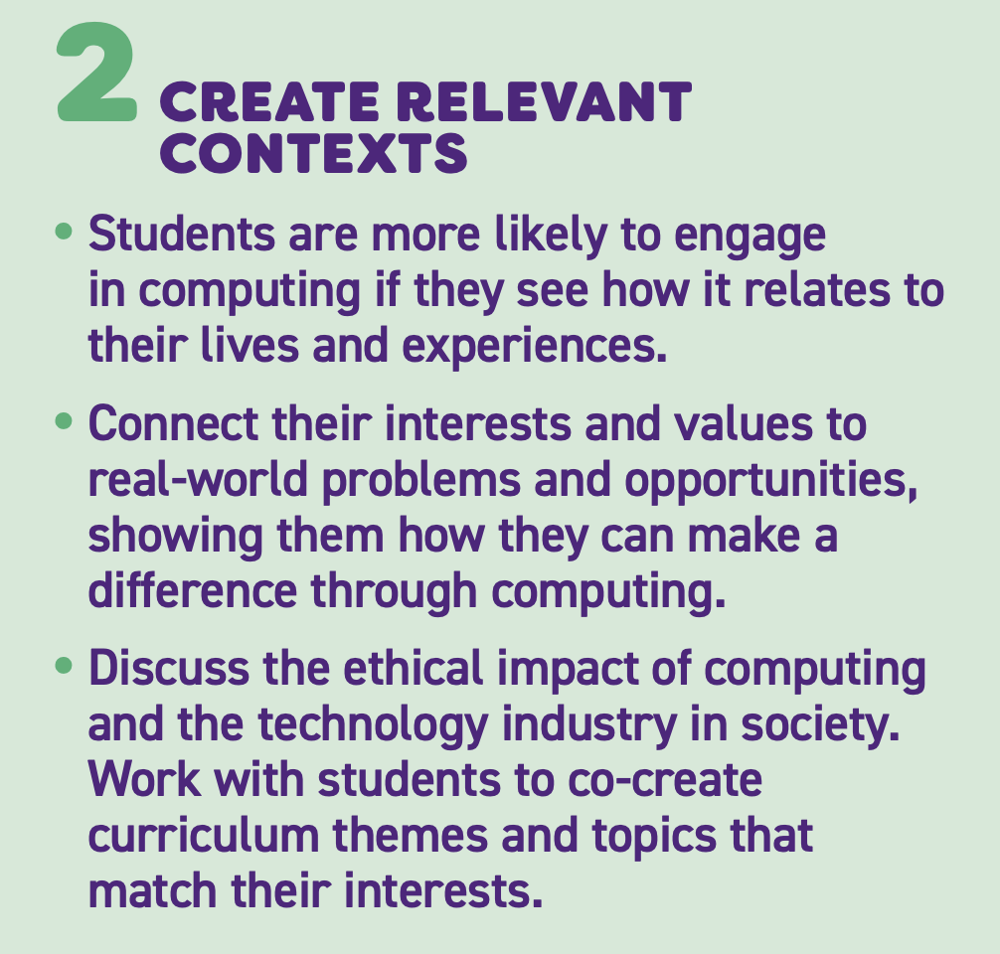 2 CREATE RELEVANT
CONTEXTS
• Students are more likely to engage
in computing if they see how it relates to
their lives and experiences.
• Connect their interests and values to
real-world problems and opportunities,
showing them how they can make a
difference through computing.
• Discuss the ethical impact of computing
and the technology industry in society.
Work with students to co-create
curriculum themes and topics that
match their interests.